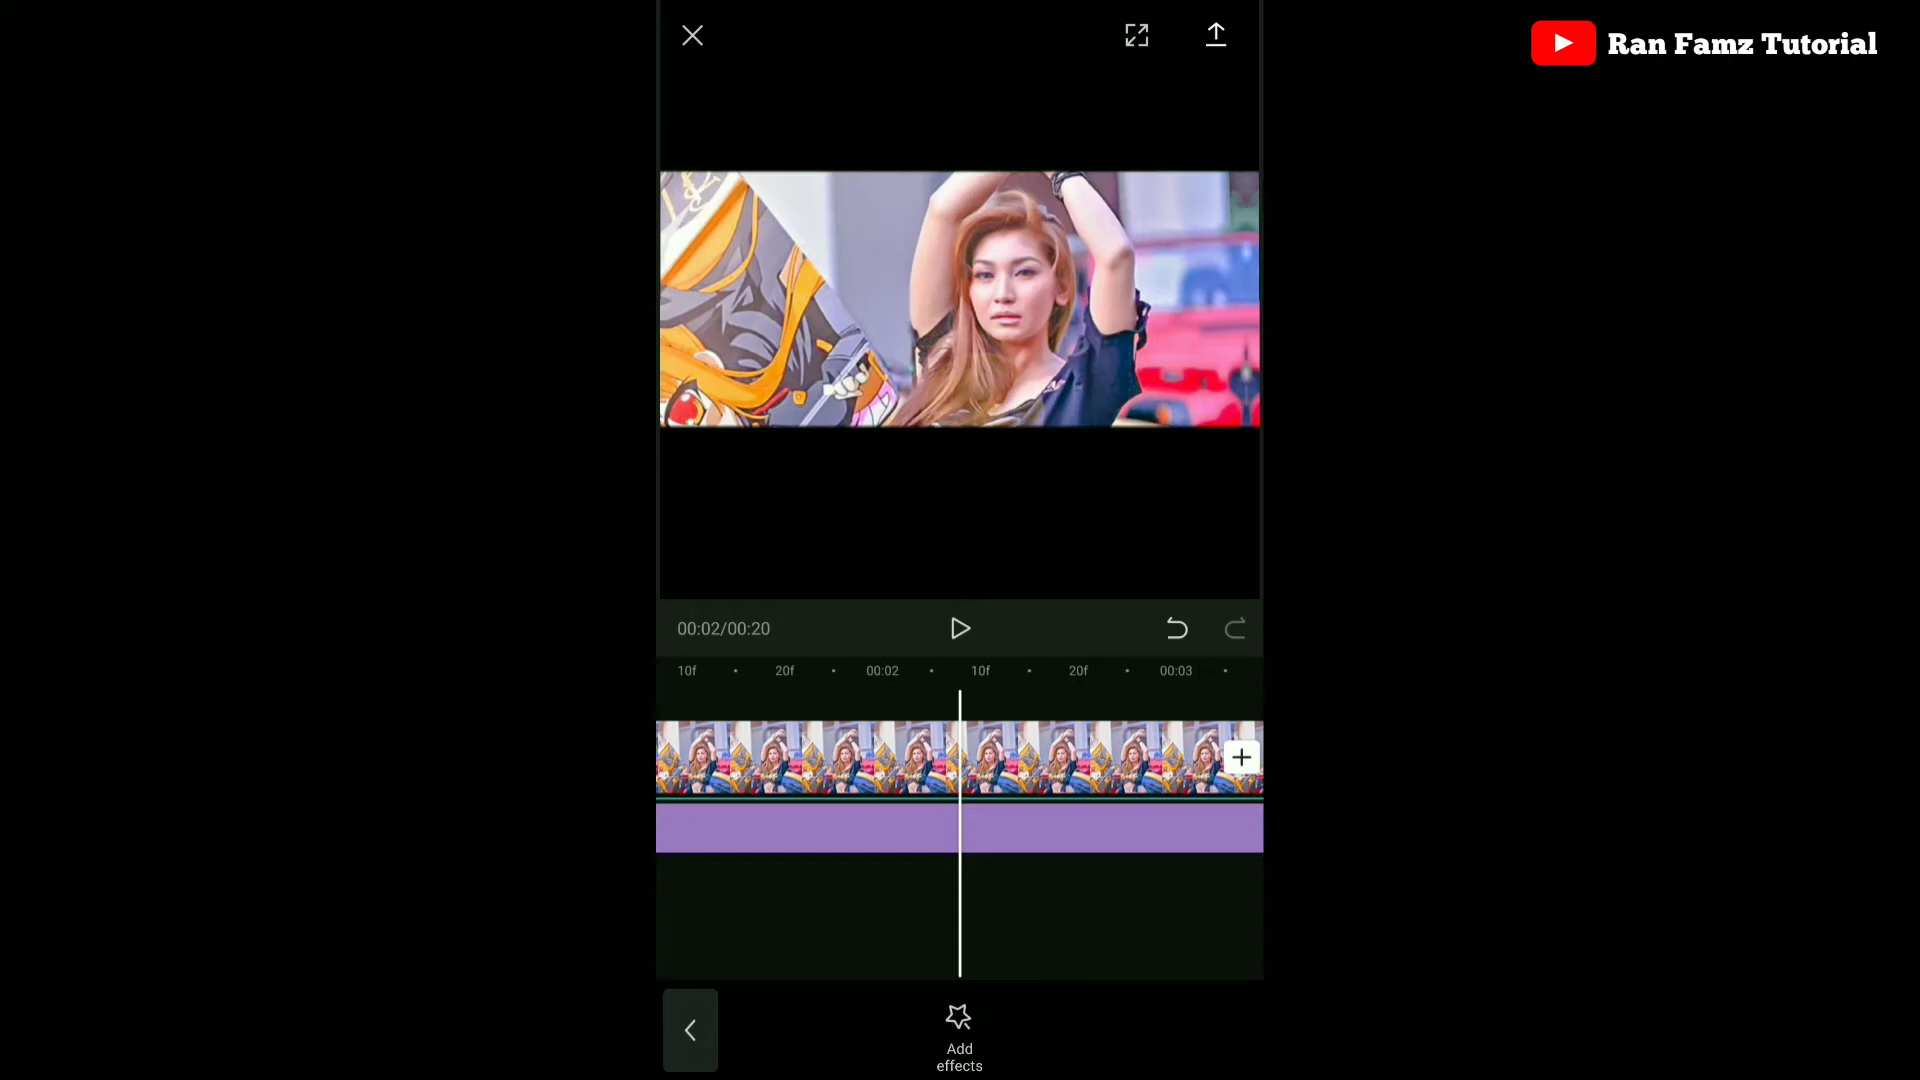 Ran Famz Tutorial
00:02/00:20
10f 20f 00:02 10f 20f 00:03
Add
effects